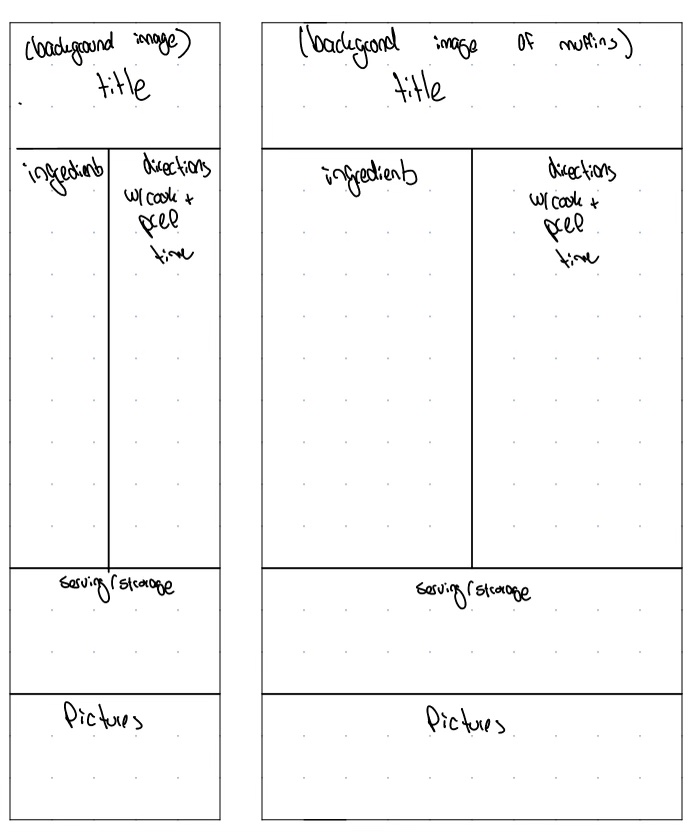 (background image)
title
ingredients
directions
w/ cook +
prep
time
serving/storage
Pictures
(background image of muffins)
title
ingredients
directions
w/ cook +
prep
time
serving/storage
Pictures